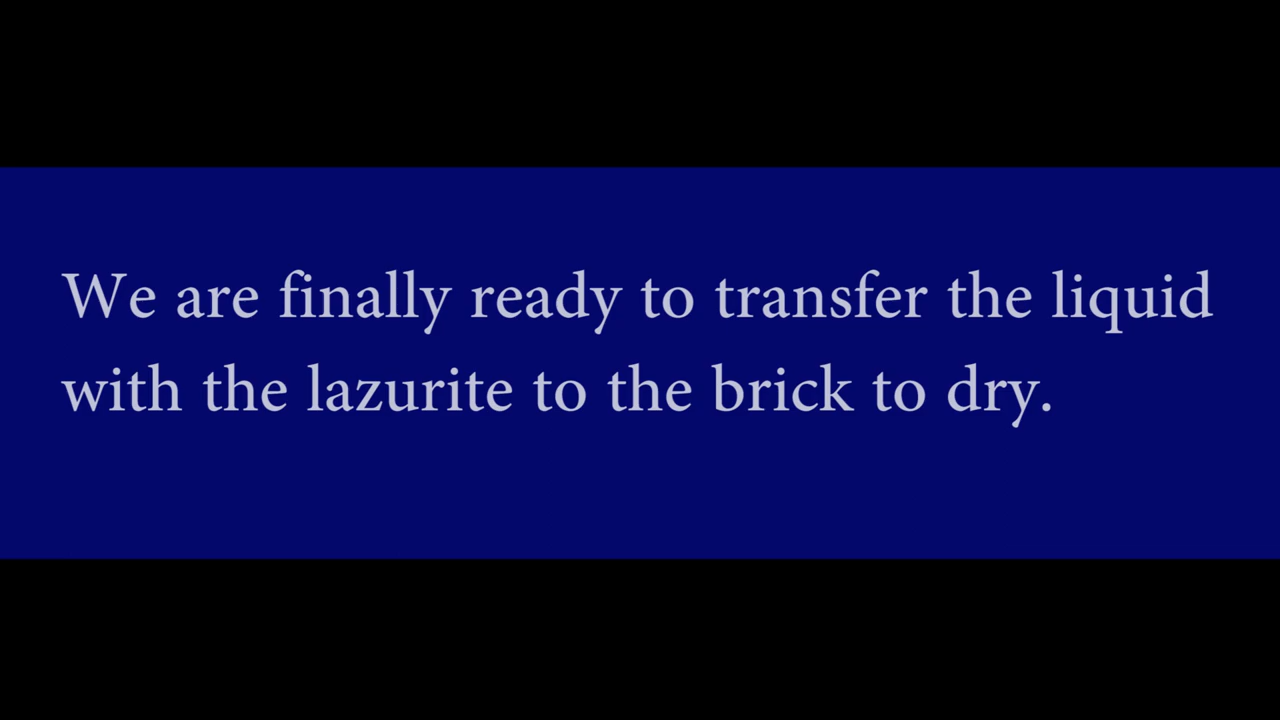 We are finally ready to transfer the liquid
with the lazurite to the brick to dry.